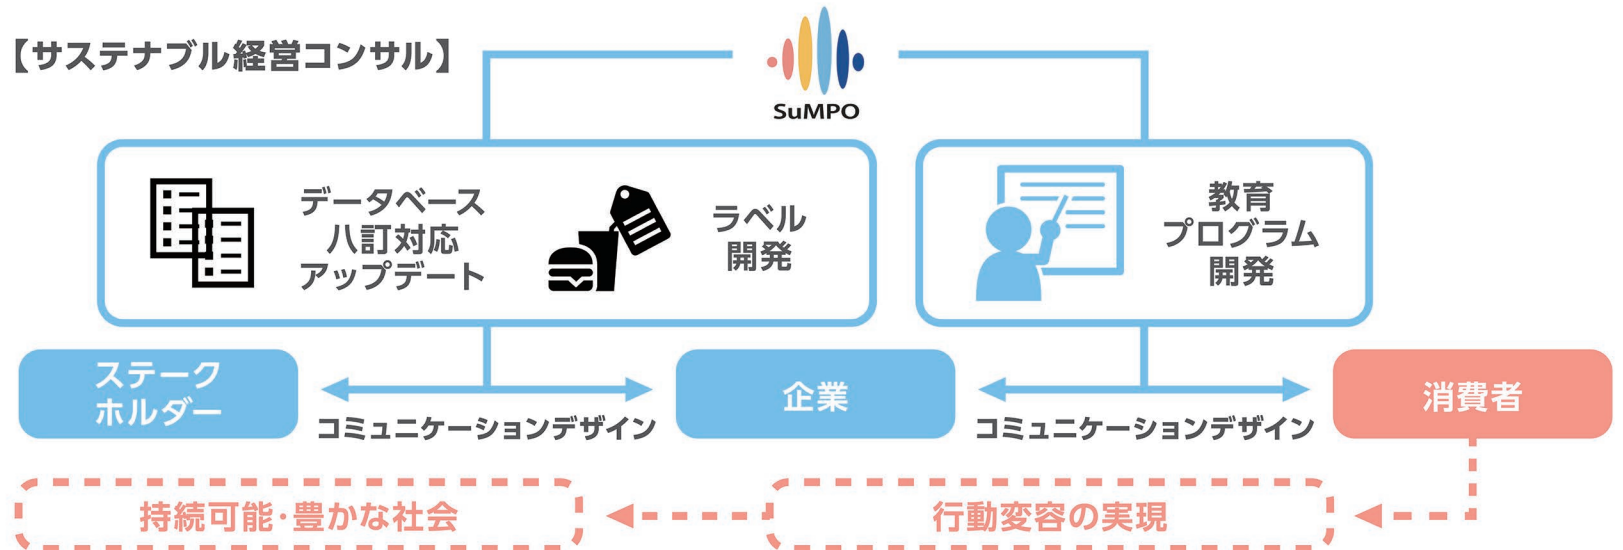 【サステナブル経営コンサル】
SuMPO
データベース
八訂対応
アップデート
ラベル
開発
教育
プログラム
開発
ステーク
ホルダー
コミュニケーションデザイン
企業
コミュニケーションデザイン
消費者
持続可能・豊かな社会
行動変容の実現